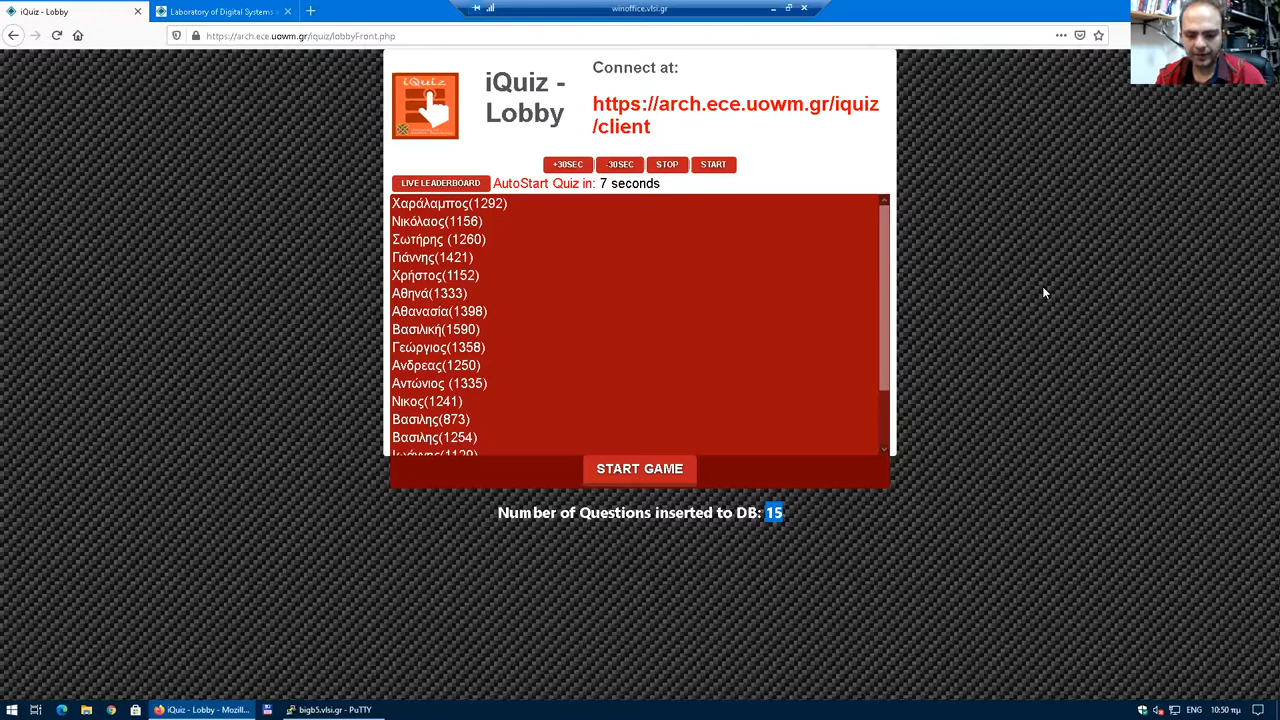 iQuiz - Lobby
Laboratory of Digital Systems
winoffice.vlsi.gr
https://arch.ece.uowm.gr/iquiz/lobbyFront.php
iQuiz
iQuiz -
Lobby
Connect at:
https://arch.ece.uowm.gr/iquiz
/client
+30SEC
-30SEC
STOP
START
LIVE LEADERBOARD
AutoStart Quiz in: 7 seconds
Χαράλαμπος(1292)
Νικόλαος(1156)
Σωτήρης (1260)
Γιάννης(1421)
Χρήστος(1152)
Αθηνά(1333)
Αθανασία(1398)
Βασιλική(1590)
Γεώργιος(1358)
Ανδρεας(1250)
Αντώνιος (1335)
Νικος(1241)
Βασιλης(873)
Βασιλης(1254)
Ιωάννης(1129)
START GAME
Number of Questions inserted to DB: 15
iQuiz - Lobby - Mozill...
bigb5.vlsi.gr - PuTTY
ENG
10:50 πμ